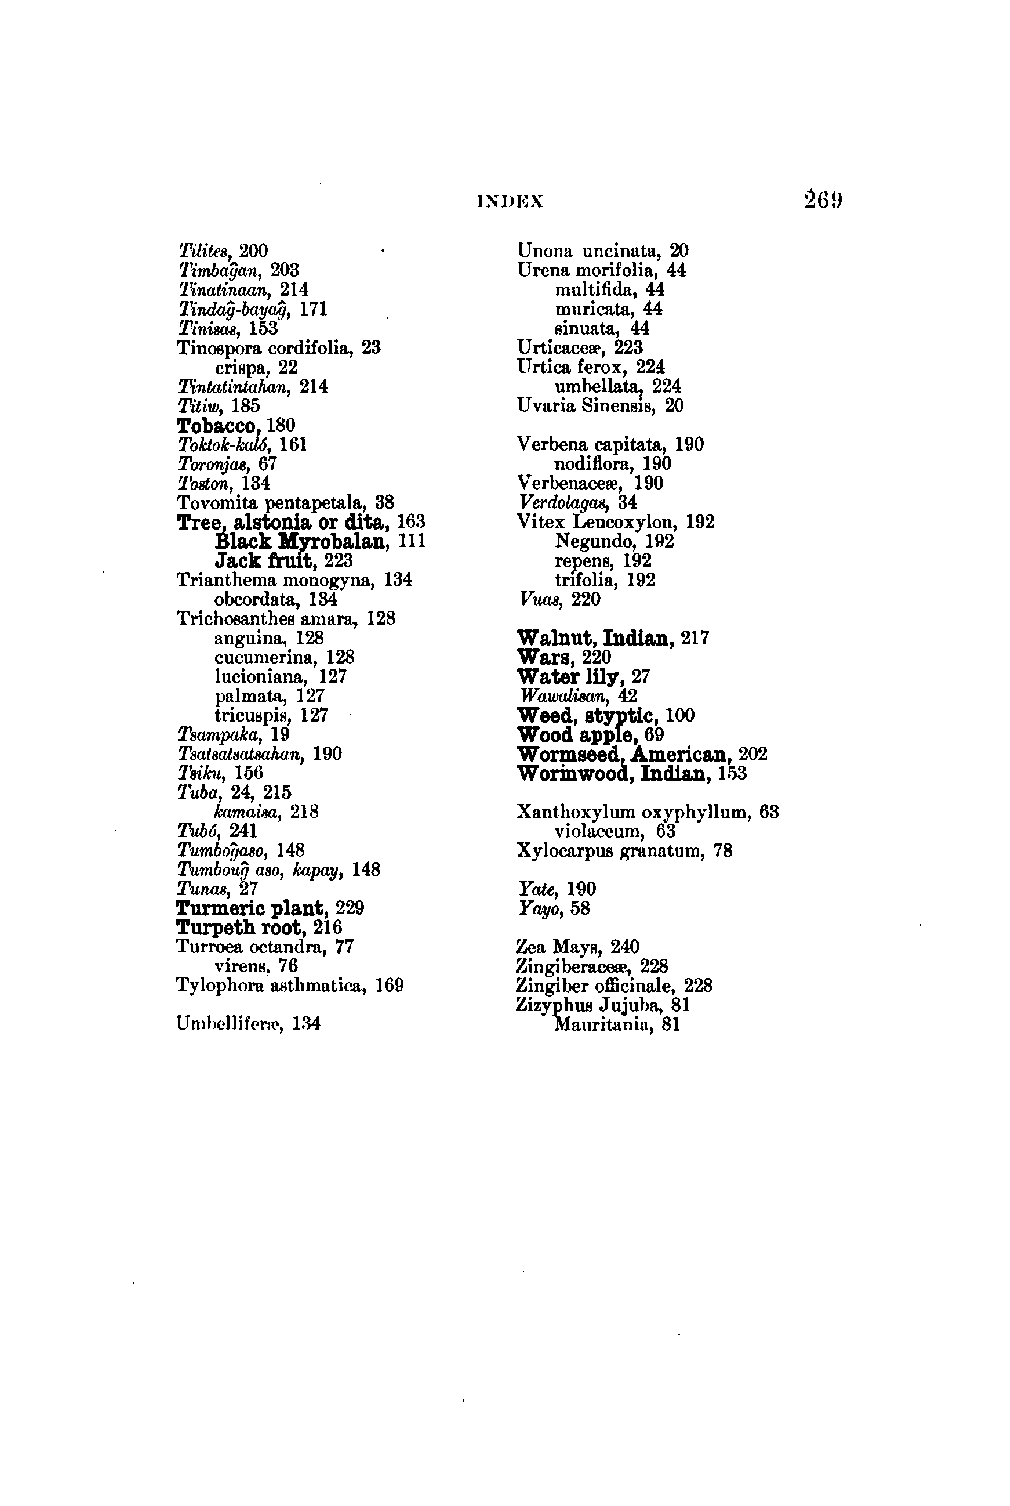 INDEX 269
Tilites, 200
Timbag̃an, 203
Tinatinaan, 214
Tindag̃-bayag̃, 171
Tinisas, 153
Tinospora cordifolia, 23
crispa, 22
Tintatintahan, 214
Titiw, 185
Tobacco, 180
Toktok-kaló, 161
Toronjas, 67
Toston, 134
Tovomita pentapetala, 38
Tree, alstonia or dita, 163
Black Myrobalan, 111
Jack fruit, 223
Trianthema monogyna, 134
obcordata, 134
Trichosanthes amara, 128
anguina, 128
cucumerina, 128
lucioniana, 127
palmata, 127
tricuspis, 127
Tsampaka, 19
Tsatsatsatsahan, 190
Tsiku, 156
Tuba, 24, 215
kamaisa, 218
Tubó, 241
Tumbog̃aso, 148
Tumboug̃ aso, kapay, 148
Tunas, 27
Turmeric plant, 229
Turpeth root, 216
Turroea octandra, 77
virens, 76
Tylophora asthmatica, 169
Umbelliferæ, 134
Unona uncinata, 20
Urena morifolia, 44
multifida, 44
muricata, 44
sinuata, 44
Urticaceæ, 223
Urtica ferox, 224
umbellata, 224
Uvaria Sinensis, 20
Verbena capitata, 190
nodiflora, 190
Verbenaceæ, 190
Verdolagas, 34
Vitex Leucoxylon, 192
Negundo, 192
repens, 192
trifolia, 192
Vuas, 220
Walnut, Indian, 217
Wars, 220
Water lily, 27
Wawalisan, 42
Weed, styptic, 100
Wood apple, 69
Wormseed, American, 202
Wormwood, Indian, 153
Xanthoxylum oxyphyllum, 63
violaceum, 63
Xylocarpus granatum, 78
Yate, 190
Yayo, 58
Zea Mays, 240
Zingiberaceæ, 228
Zingiber officinale, 228
Zizyphus Jujuba, 81
Mauritania, 81